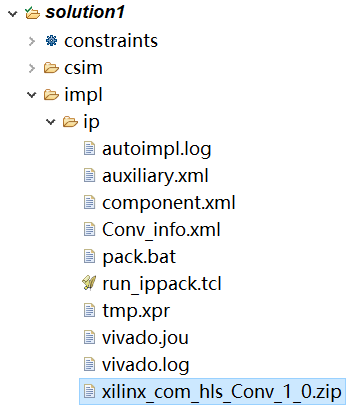 solution1
constraints
csim
impl
ip
autoimpl.log
auxiliary.xml
component.xml
Conv_info.xml
pack.bat
run_ippack.tcl
tmp.xpr
vivado.jou
vivado.log
xilinx_com_hls_Conv_1_0.zip